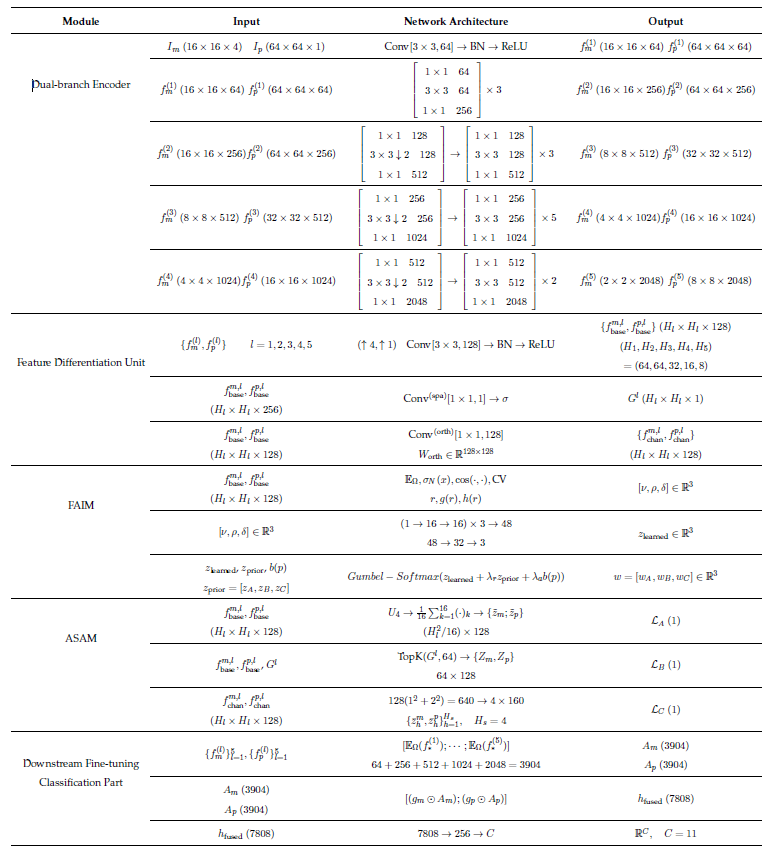 Module Input Network Architecture Output
I_m (16 × 16 × 4) I_p (64 × 64 × 1) Conv[3 × 3, 64] → BN → ReLU f_m^(1) (16 × 16 × 64) f_p^(1) (64 × 64 × 64)
Dual-branch Encoder
f_m^(1) (16 × 16 × 64) f_p^(1) (64 × 64 × 64) [1 × 1 64; 3 × 3 64; 1 × 1 256] × 3 f_m^(2) (16 × 16 × 256) f_p^(2) (64 × 64 × 256)
f_m^(2) (16 × 16 × 256) f_p^(2) (64 × 64 × 256) [1 × 1 128; 3 × 3 ↓ 2 128; 1 × 1 512] → [1 × 1 128; 3 × 3 128; 1 × 1 512] × 3 f_m^(3) (8 × 8 × 512) f_p^(3) (32 × 32 × 512)
f_m^(3) (8 × 8 × 512) f_p^(3) (32 × 32 × 512) [1 × 1 256; 3 × 3 ↓ 2 256; 1 × 1 1024] → [1 × 1 256; 3 × 3 256; 1 × 1 1024] × 5 f_m^(4) (4 × 4 × 1024) f_p^(4) (16 × 16 × 1024)
f_m^(4) (4 × 4 × 1024) f_p^(4) (16 × 16 × 1024) [1 × 1 512; 3 × 3 ↓ 2 512; 1 × 1 2048] → [1 × 1 512; 3 × 3 512; 1 × 1 2048] × 2 f_m^(5) (2 × 2 × 2048) f_p^(5) (8 × 8 × 2048)
Feature Differentiation Unit
{f_m^(l), f_p^(l)} l = 1, 2, 3, 4, 5 (↑ 4, ↑ 1) Conv[3 × 3, 128] → BN → ReLU {f_base^m,l, f_base^p,l} (H_l × H_l × 128)
(H_1, H_2, H_3, H_4, H_5)
= (64, 64, 32, 16, 8)
f_base^m,l, f_base^p,l
(H_l × H_l × 256) Conv^(spa)[1 × 1, 1] → σ G^l (H_l × H_l × 1)
f_base^m,l, f_base^p,l Conv^(orth)[1 × 1, 128] {f_chan^m,l, f_chan^p,l}
(H_l × H_l × 128) W_orth ∈ ℝ^128×128 (H_l × H_l × 128)
FAIM
f_base^m,l, f_base^p,l 𝔼_Ω, σ_N(x), cos(·, ·), CV
(H_l × H_l × 128) r, g(r), h(r) [ν, ρ, δ] ∈ ℝ^3
[ν, ρ, δ] ∈ ℝ^3 (1 → 16 → 16) × 3 → 48 z_learned ∈ ℝ^3
48 → 32 → 3
z_learned, z_prior, b(p)
z_prior = [z_A, z_B, z_C] Gumbel − Softmax(z_learned + λ_r z_prior + λ_a b(p)) w = [w_A, w_B, w_C] ∈ ℝ^3
ASAM
f_base^m,l, f_base^p,l U_4 → 1/16 ∑_{k=1}^{16} (·)_k → {z̄_m; z̄_p}
(H_l × H_l × 128) (H_l^2/16) × 128 ℒ_A (1)
f_base^m,l, f_base^p,l, G^l TopK(G^l, 64) → {Z_m, Z_p} ℒ_B (1)
64 × 128
f_chan^m,l, f_chan^p,l 128(1^2 + 2^2) = 640 → 4 × 160
(H_l × H_l × 128) {z_h^m, z_h^p}_{h=1}^{H_s}, H_s = 4 ℒ_C (1)
Downstream Fine-tuning
Classification Part
{f_m^(l)}_{l=1}^5, {f_p^(l)}_{l=1}^5 [𝔼_Ω(f_*^(1)); ··· ; 𝔼_Ω(f_*^(5))] A_m (3904)
64 + 256 + 512 + 1024 + 2048 = 3904 A_p (3904)
A_m (3904)
A_p (3904) [(g_m ⊙ A_m); (g_p ⊙ A_p)] h_fused (7808)
h_fused (7808) 7808 → 256 → C ℝ^C, C = 11